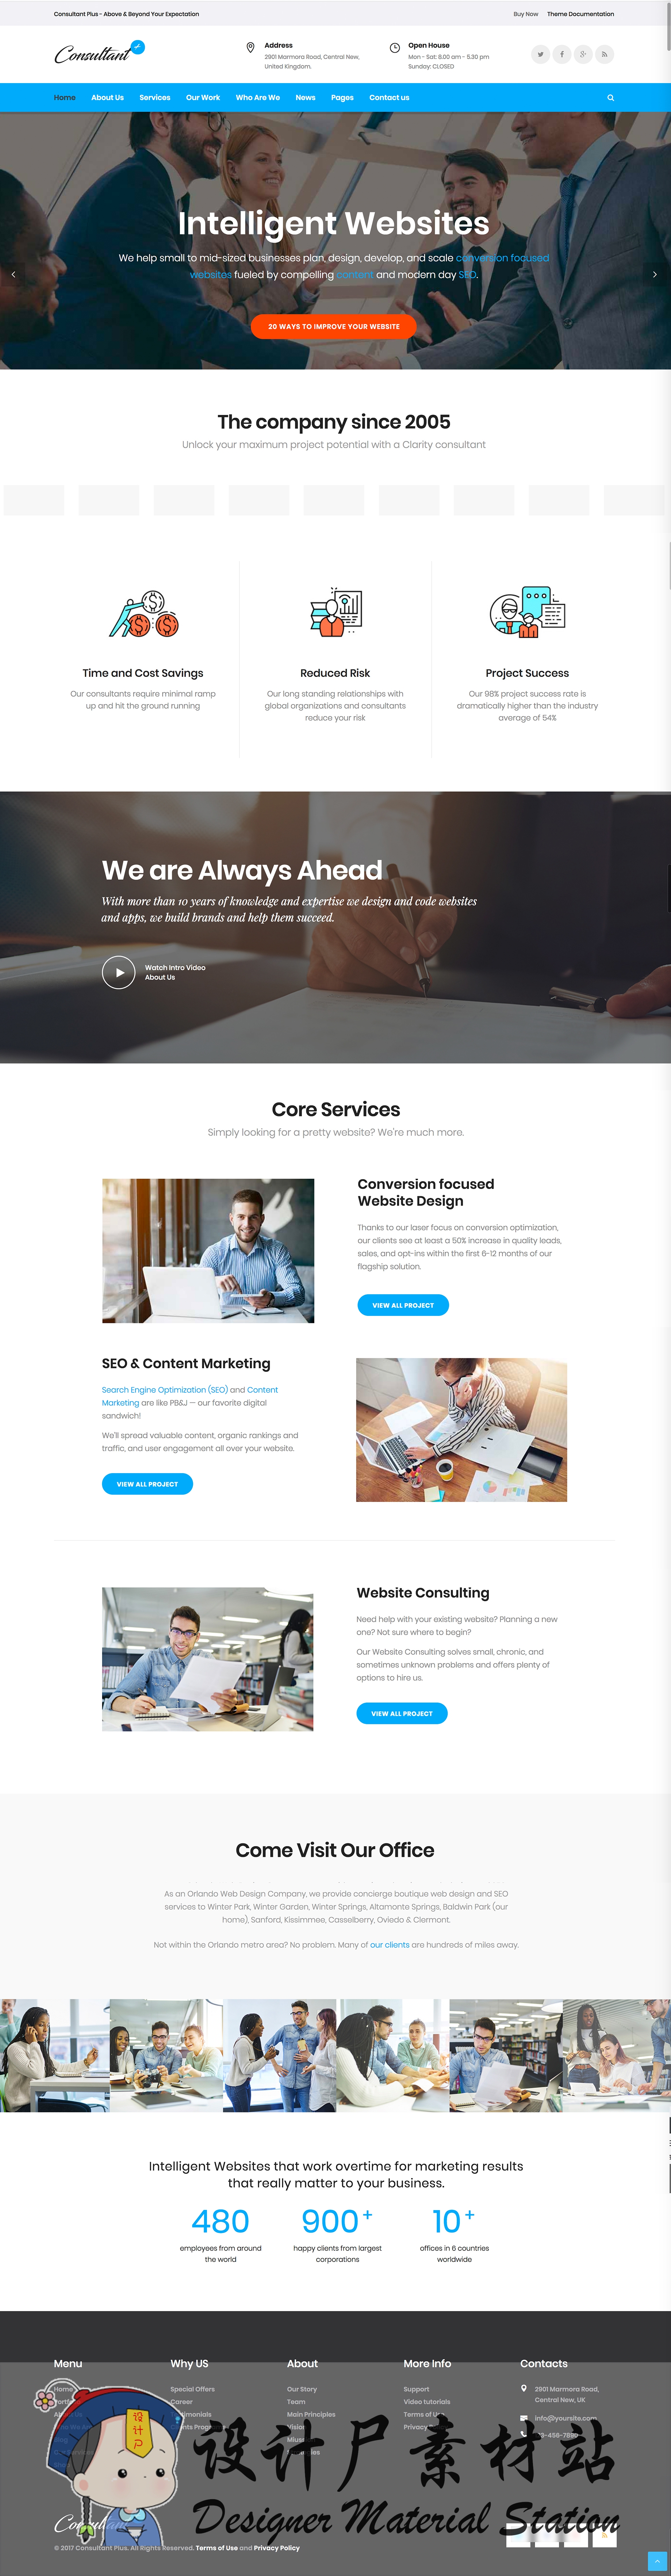 Consultant Plus - Above & Beyond Your Expectation
Buy Now Theme Documentation
Consultant
Address
2901 Marmora Road, Central New,
United Kingdom.
Open House
Mon - Sat: 8.00 am - 5.30 pm
Sunday: CLOSED
Home About Us Services Our Work Who Are We News Pages Contact us
Intelligent Websites
We help small to mid-sized businesses plan, design, develop, and scale conversion focused
websites fueled by compelling content and modern day SEO.
20 WAYS TO IMPROVE YOUR WEBSITE
The company since 2005
Unlock your maximum project potential with a Clarity consultant
Time and Cost Savings
Our consultants require minimal ramp
up and hit the ground running
Reduced Risk
Our long standing relationships with
global organizations and consultants
reduce your risk
Project Success
Our 98% project success rate is
dramatically higher than the industry
average of 54%
We are Always Ahead
With more than 10 years of knowledge and expertise we design and code websites
and apps, we build brands and help them succeed.
Watch Intro Video
About Us
Core Services
Simply looking for a pretty website? We're much more.
Conversion focused
Website Design
Thanks to our laser focus on conversion optimization,
our clients see at least a 50% increase in quality leads,
sales, and opt-ins within the first 6-12 months of our
flagship solution.
VIEW ALL PROJECT
SEO & Content Marketing
Search Engine Optimization (SEO) and Content
Marketing are like PB&J — our favorite digital
sandwich!
We'll spread valuable content, organic rankings and
traffic, and user engagement all over your website.
VIEW ALL PROJECT
Website Consulting
Need help with your existing website? Planning a new
one? Not sure where to begin?
Our Website Consulting solves small, chronic, and
sometimes unknown problems and offers plenty of
options to hire us.
VIEW ALL PROJECT
Come Visit Our Office
As an Orlando Web Design Company, we provide concierge boutique web design and SEO
services to Winter Park, Winter Garden, Winter Springs, Altamonte Springs, Baldwin Park (our
home), Sanford, Kissimmee, Casselberry, Oviedo & Clermont.
Not within the Orlando metro area? No problem. Many of our clients are hundreds of miles away.
Intelligent Websites that work overtime for marketing results
that really matter to your business.
480
employees from around
the world
900+
happy clients from largest
corporations
10+
offices in 6 countries
worldwide
Menu
Home
Why US
Special Offers
Career
About
Our Story
Team
Main Principles
More Info
Support
Video tutorials
Terms of
Privacy
Contacts
2901 Marmora Road,
Central New, UK
info@yoursite.com
设计尸
设计尸素材站
Designer Material Station
© 2017 Consultant Plus. All Rights Reserved. Terms of Use and Privacy Policy